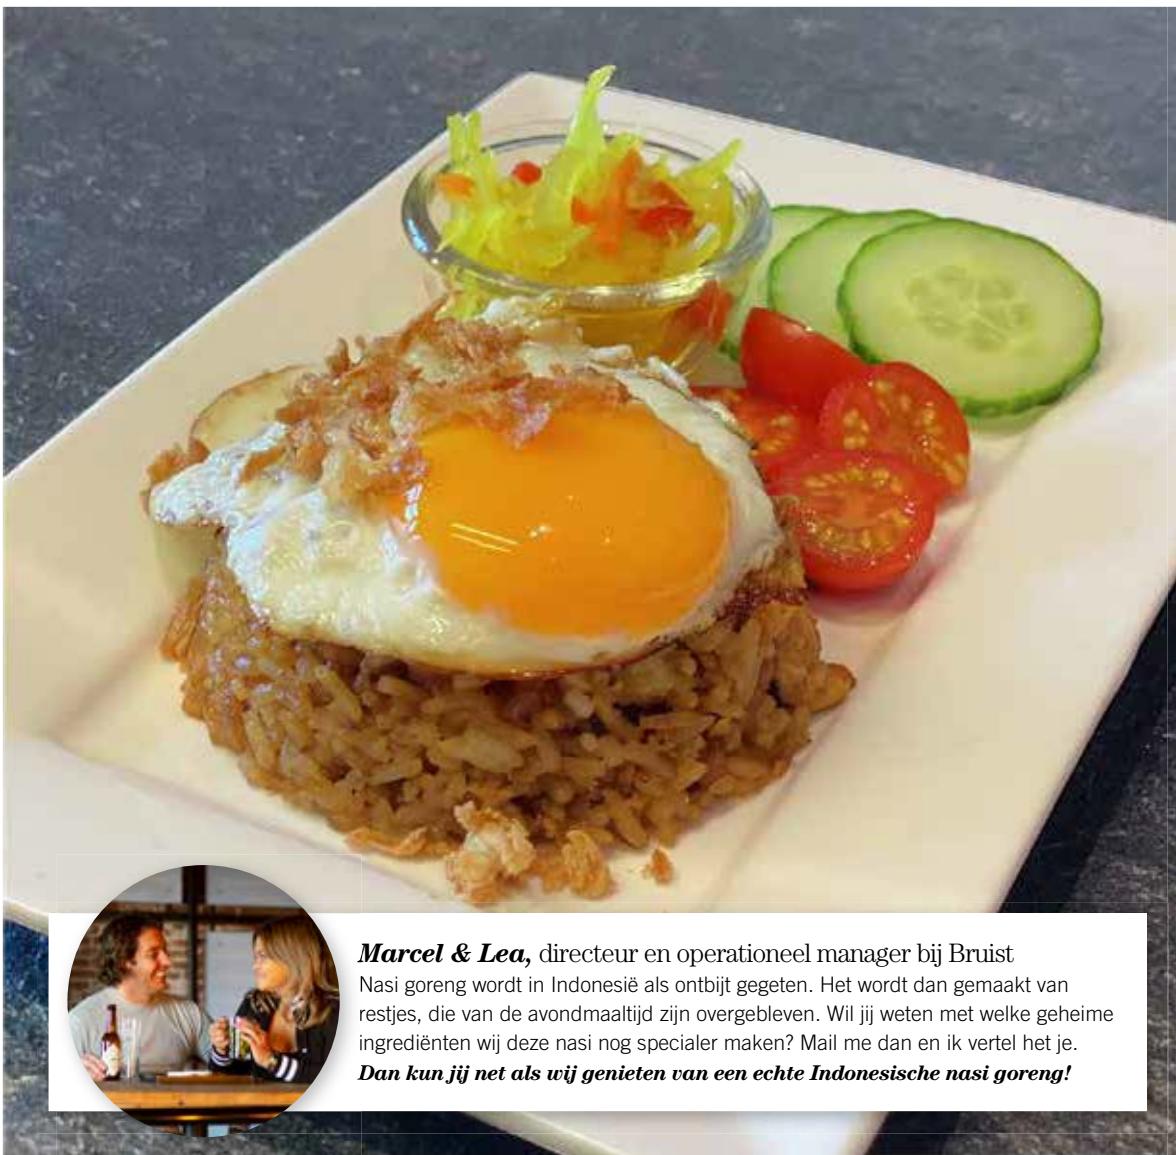 Marcel & Lea, directeur en operationeel manager bij Bruist
Nasi goreng wordt in Indonesië als ontbijt gegeten. Het wordt dan gemaakt van
restjes, die van de avondmaaltijd zijn overgebleven. Wil jij weten met welke geheime
ingrediënten wij deze nasi nog specialer maken? Mail me dan en ik vertel het je.
Dan kun jij net als wij genieten van een echte Indonesische nasi goreng!